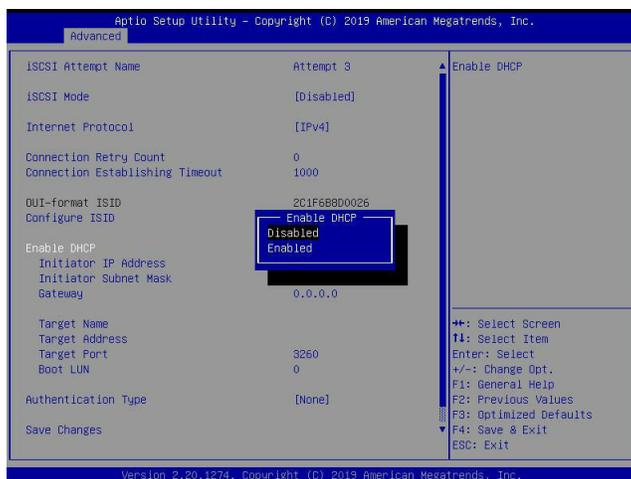 Aptio Setup Utility – Copyright (C) 2019 American Megatrends, Inc.
Advanced
iSCSI Attempt Name Attempt 3
iSCSI Mode [Disabled]
Internet Protocol [IPv4]
Connection Retry Count 0
Connection Establishing Timeout 1000
OUI-format ISID 2C1F6B8D0026
Configure ISID
Enable DHCP
Initiator IP Address
Initiator Subnet Mask
Gateway 0.0.0.0
Target Name
Target Address
Target Port 3260
Boot LUN 0
Authentication Type [None]
Save Changes
Enable DHCP
Disabled
Enabled
Enable DHCP
→←: Select Screen
↑↓: Select Item
Enter: Select
+/-: Change Opt.
F1: General Help
F2: Previous Values
F3: Optimized Defaults
F4: Save & Exit
ESC: Exit
Version 2.20.1274. Copyright (C) 2019 American Megatrends, Inc.